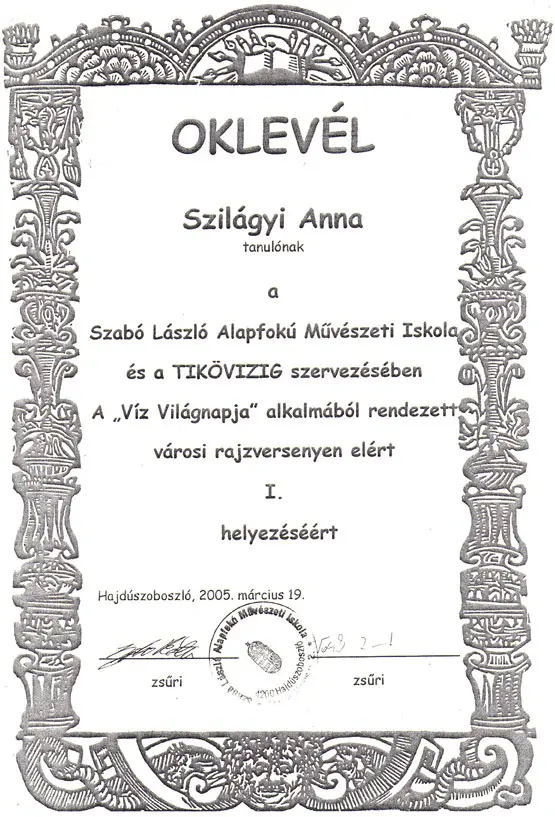 OKLEVÉL
Szilágyi Anna
tanulónak
a
Szabó László Alapfokú Művészeti Iskola
és a TIKÖVIZIG szervezésében
A „Víz Világnapja” alkalmából rendezett
városi rajzversenyen elért
I.
helyezéséért
Hajdúszoboszló, 2005. március 19.
Szabó László Alapfokú Művészeti Iskola
4200 Hajdúszoboszló
zsűri zsűri